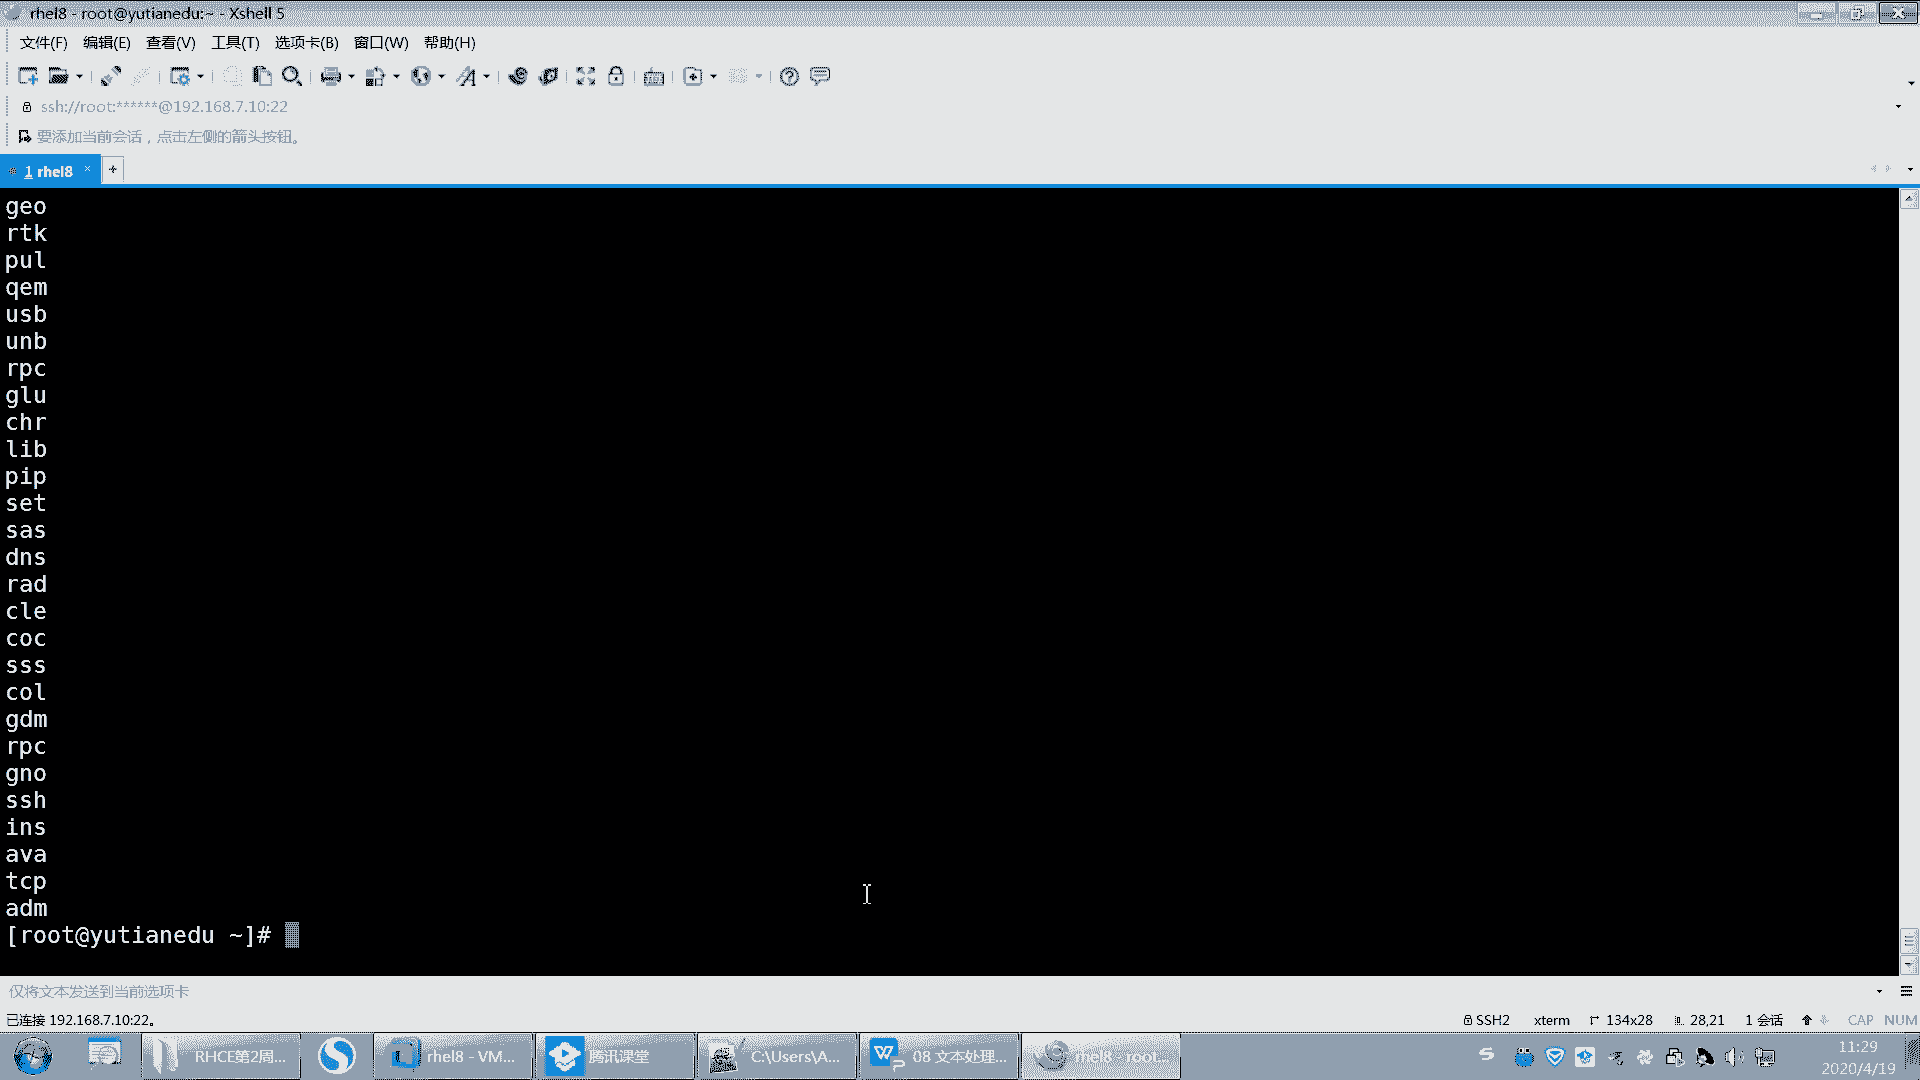 rhel8 - root@yutianedu:~ - Xshell 5
文件(F) 编辑(E) 查看(V) 工具(T) 选项卡(B) 窗口(W) 帮助(H)
ssh://root:******@192.168.7.10:22
要添加当前会话，点击左侧的箭头按钮。
1 rhel8
geo
rtk
pul
qem
usb
unb
rpc
glu
chr
lib
pip
set
sas
dns
rad
cle
coc
sss
col
gdm
rpc
gno
ssh
ins
ava
tcp
adm
[root@yutianedu ~]#
仅将文本发送到当前选项卡
已连接 192.168.7.10:22。 SSH2 xterm 134x28 28,21 1 会话 CAP NUM
RHCE第2周... rhel8 - VM... 腾讯课堂 C:\Users\A... 08 文本处理... rhel8 - root... 11:29
2020/4/19